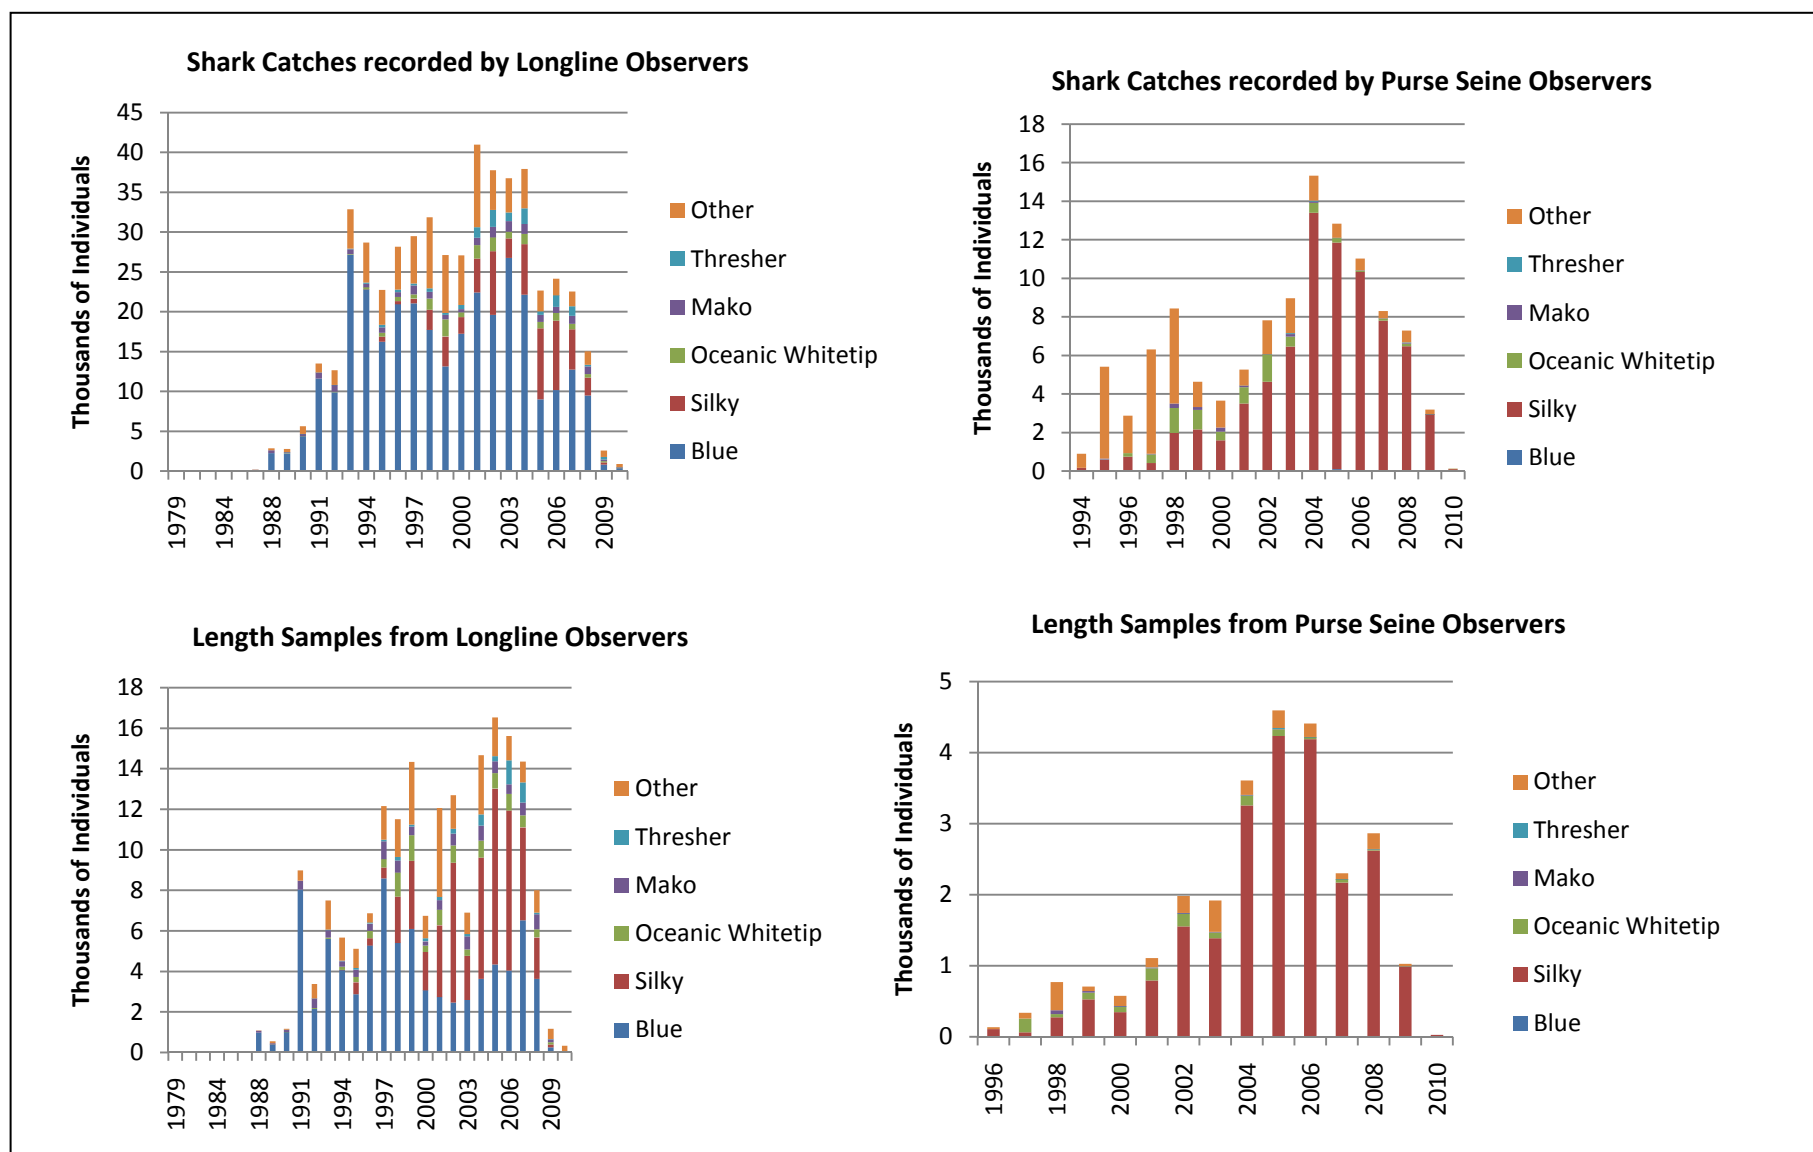 Shark Catches recorded by Longline Observers
Thousands of Individuals
45
40
35
30
25
20
15
10
5
0
1979
1984
1988
1991
1994
1997
2000
2003
2006
2009
Other
Thresher
Mako
Oceanic Whitetip
Silky
Blue
Shark Catches recorded by Purse Seine Observers
Thousands of Individuals
18
16
14
12
10
8
6
4
2
0
1994
1996
1998
2000
2002
2004
2006
2008
2010
Other
Thresher
Mako
Oceanic Whitetip
Silky
Blue
Length Samples from Longline Observers
Thousands of Individuals
18
16
14
12
10
8
6
4
2
0
1979
1984
1988
1991
1994
1997
2000
2003
2006
2009
Other
Thresher
Mako
Oceanic Whitetip
Silky
Blue
Length Samples from Purse Seine Observers
Thousands of Individuals
5
4
3
2
1
0
1996
1998
2000
2002
2004
2006
2008
2010
Other
Thresher
Mako
Oceanic Whitetip
Silky
Blue